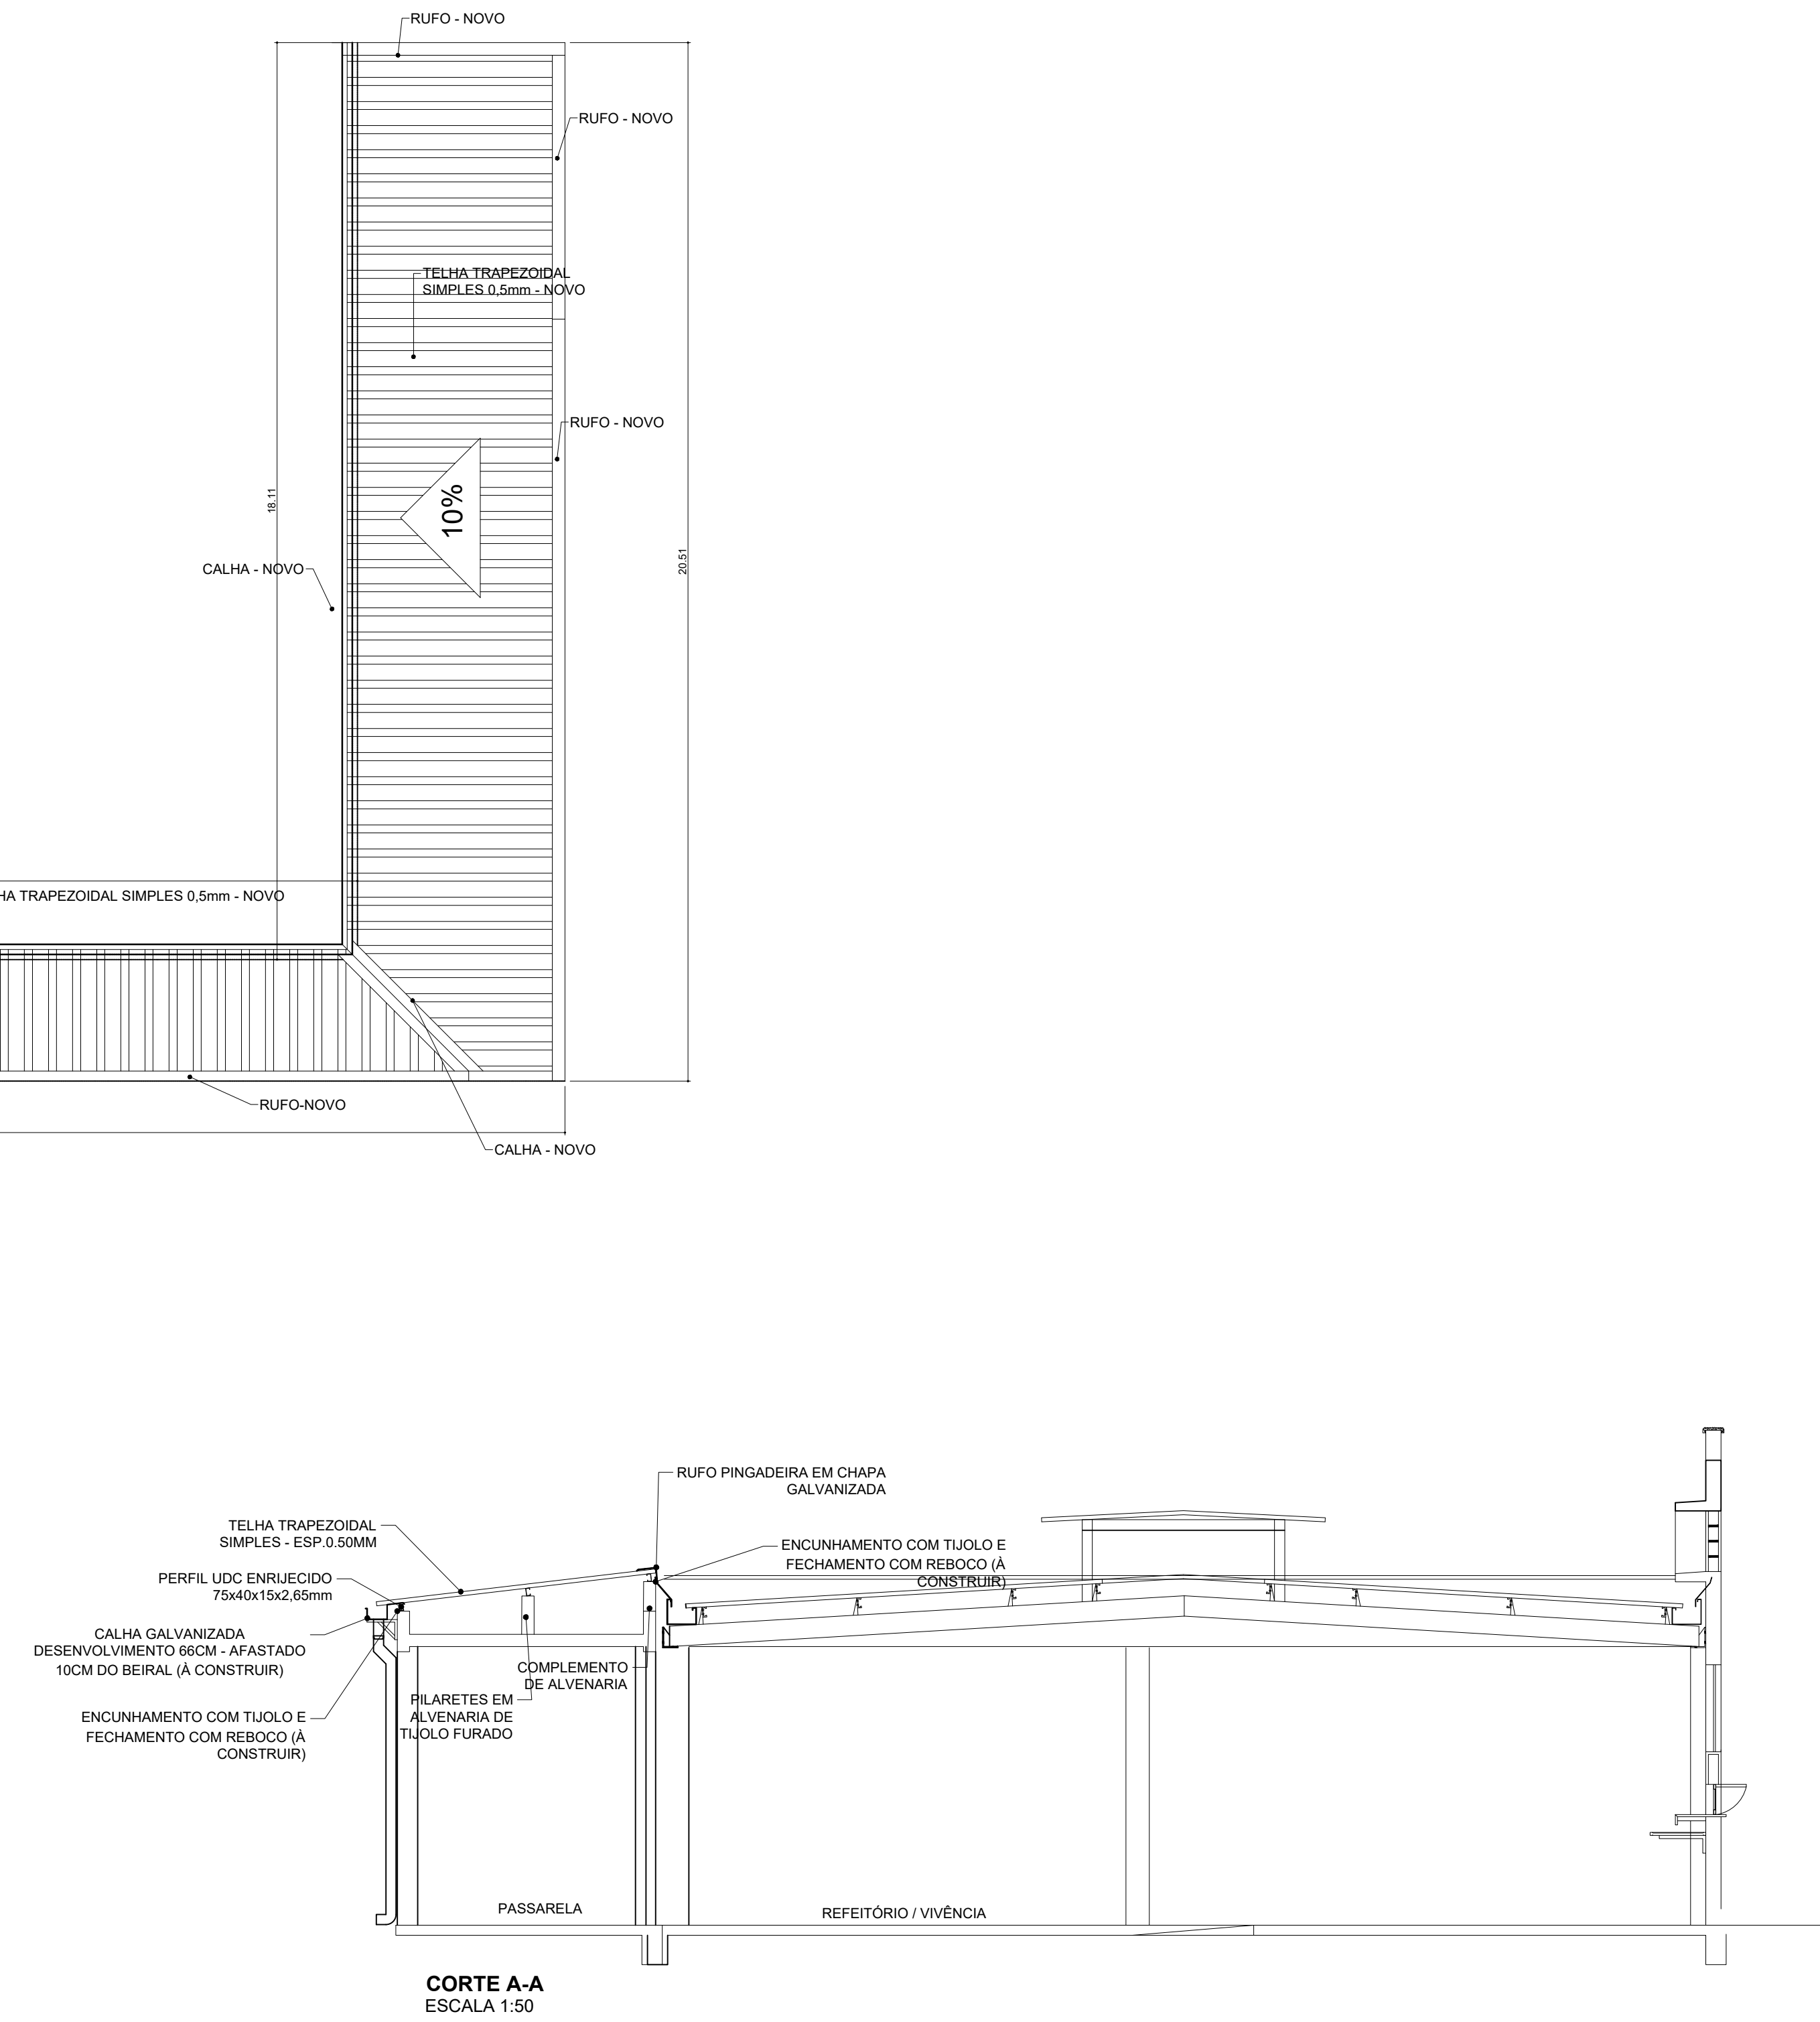 RUFO - NOVO
RUFO - NOVO
TELHA TRAPEZOIDAL
SIMPLES 0,5mm - NOVO
RUFO - NOVO
10%
18.11
20.51
CALHA - NOVO
HA TRAPEZOIDAL SIMPLES 0,5mm - NOVO
RUFO-NOVO
CALHA - NOVO
RUFO PINGADEIRA EM CHAPA
GALVANIZADA
TELHA TRAPEZOIDAL
SIMPLES - ESP.0.50MM
ENCUNHAMENTO COM TIJOLO E
FECHAMENTO COM REBOCO (À
CONSTRUIR)
PERFIL UDC ENRIJECIDO
75x40x15x2,65mm
CALHA GALVANIZADA
DESENVOLVIMENTO 66CM - AFASTADO
10CM DO BEIRAL (À CONSTRUIR)
COMPLEMENTO
DE ALVENARIA
PILARETES EM
ALVENARIA DE
TIJOLO FURADO
ENCUNHAMENTO COM TIJOLO E
FECHAMENTO COM REBOCO (À
CONSTRUIR)
PASSARELA
REFEITÓRIO / VIVÊNCIA
CORTE A-A
ESCALA 1:50